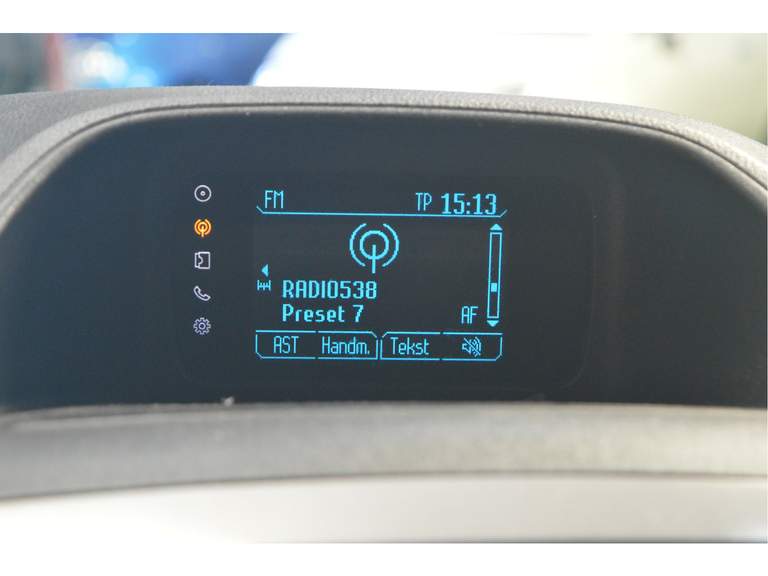 FM TP 15:13
RADIO538
Preset 7 AF
AST Handm. Tekst